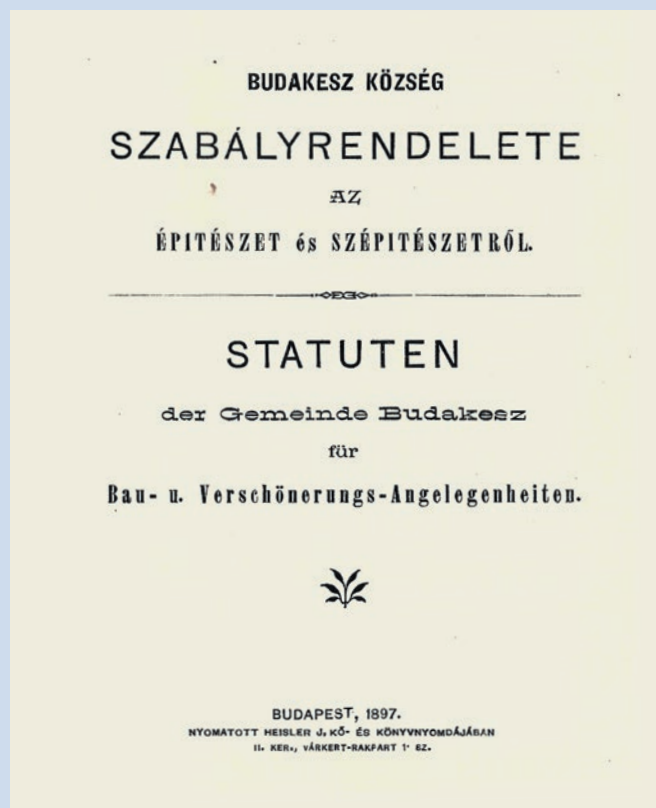 BUDAKESZ KÖZSÉG
SZABÁLYRENDELETE
AZ
ÉPITÉSZET és SZÉPITÉSZETRŐL.
STATUTEN
der Gemeinde Budakesz
für
Bau- u. Verschönerungs-Angelegenheiten.
BUDAPEST, 1897.
NYOMATOTT HEISLER J. KŐ- ÉS KÖNYVNYOMDÁJÁBAN
II. KER., VÁRKERT-RAKPART 1· SZ.